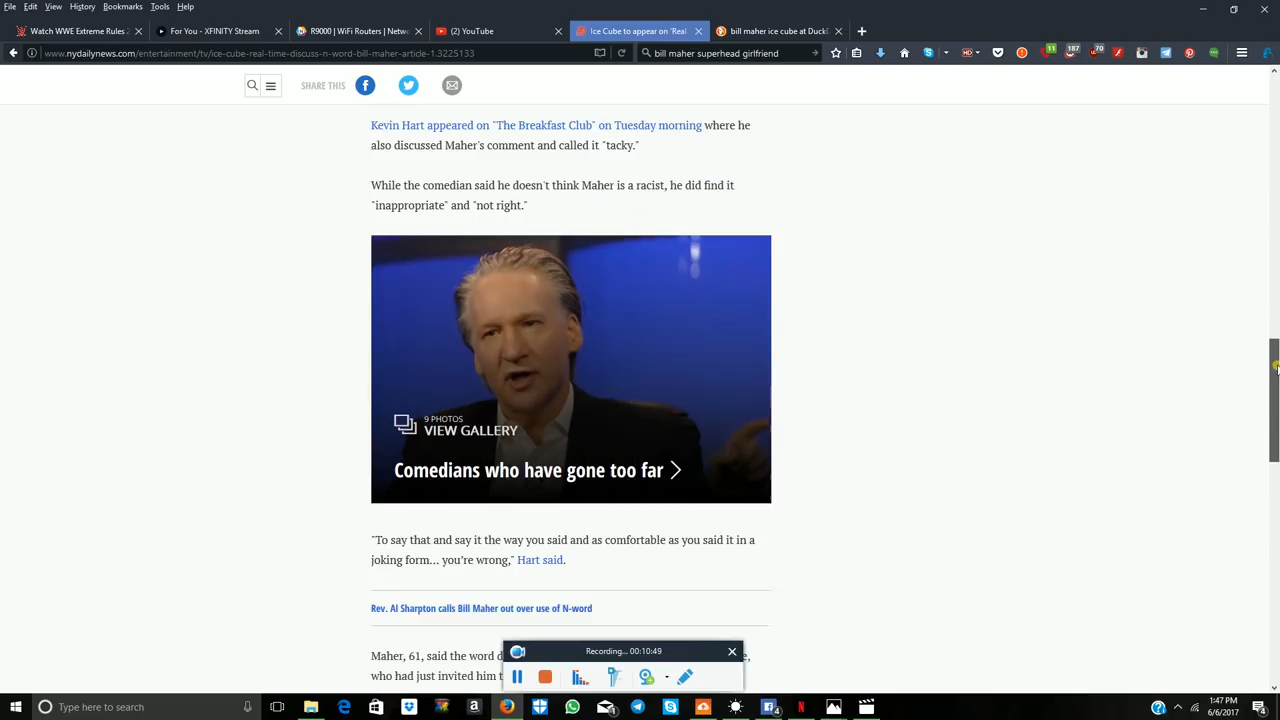 File Edit View History Bookmarks Tools Help
Watch WWE Extreme Rules 2
For You - XFINITY Stream
R9000 | WiFi Routers | Netw
(2) YouTube
Ice Cube to appear on 'Real
bill maher ice cube at DuckD
www.nydailynews.com/entertainment/tv/ice-cube-real-time-discuss-n-word-bill-maher-article-1.3225133
bill maher superhead girlfriend
11
187
70
SHARE THIS
Kevin Hart appeared on "The Breakfast Club" on Tuesday morning where he
also discussed Maher's comment and called it "tacky."
While the comedian said he doesn't think Maher is a racist, he did find it
"inappropriate" and "not right."
9 PHOTOS
VIEW GALLERY
Comedians who have gone too far
"To say that and say it the way you said and as comfortable as you said it in a
joking form… you're wrong," Hart said.
Rev. Al Sharpton calls Bill Maher out over use of N-word
Maher, 61, said the word
who had just invited him
Recording... 00:10:49
Type here to search
1:47 PM
6/6/2017